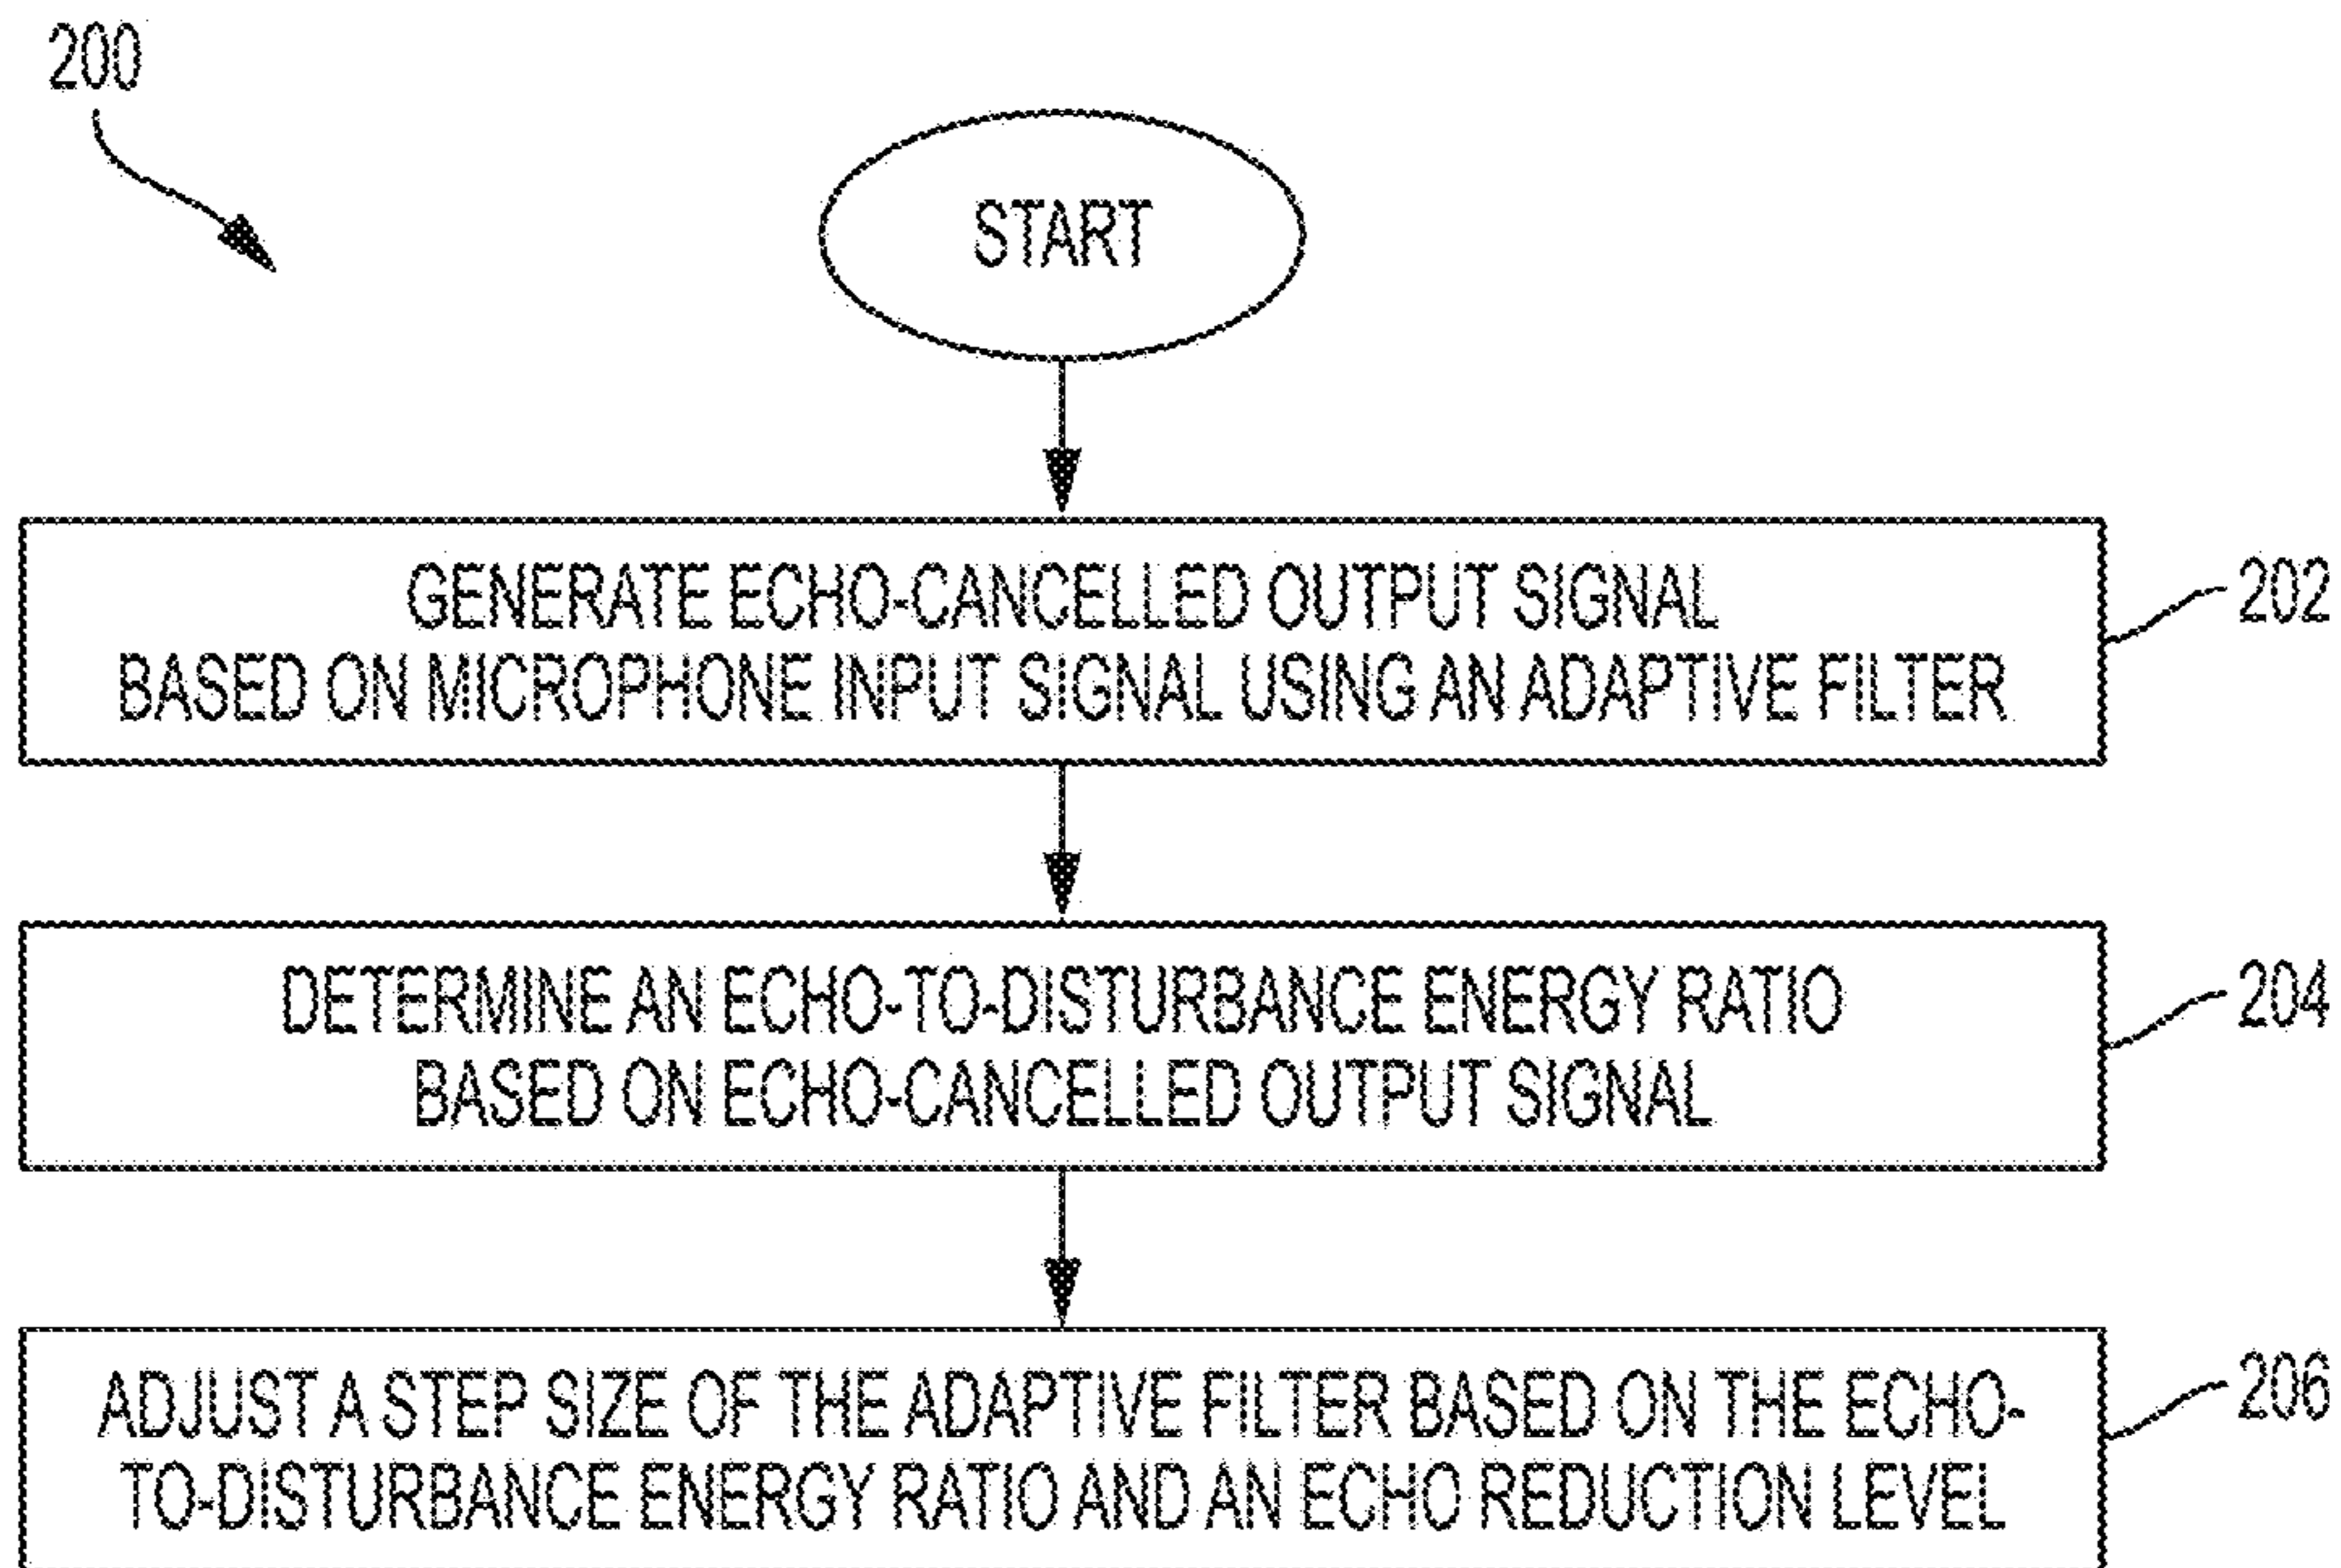 200
START
GENERATE ECHO-CANCELLED OUTPUT SIGNAL
BASED ON MICROPHONE INPUT SIGNAL USING AN ADAPTIVE FILTER
202
DETERMINE AN ECHO-TO-DISTURBANCE ENERGY RATIO
BASED ON ECHO-CANCELLED OUTPUT SIGNAL
204
ADJUST A STEP SIZE OF THE ADAPTIVE FILTER BASED ON THE ECHO-
TO-DISTURBANCE ENERGY RATIO AND AN ECHO REDUCTION LEVEL
206